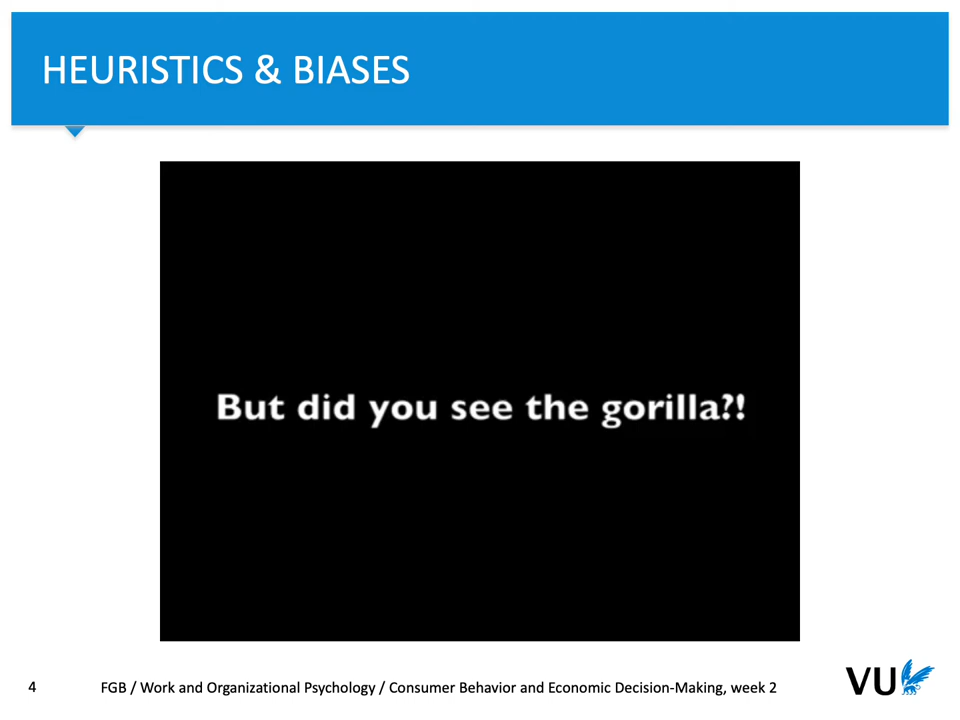 HEURISTICS & BIASES
But did you see the gorilla?!
4
FGB / Work and Organizational Psychology / Consumer Behavior and Economic Decision-Making, week 2
VU